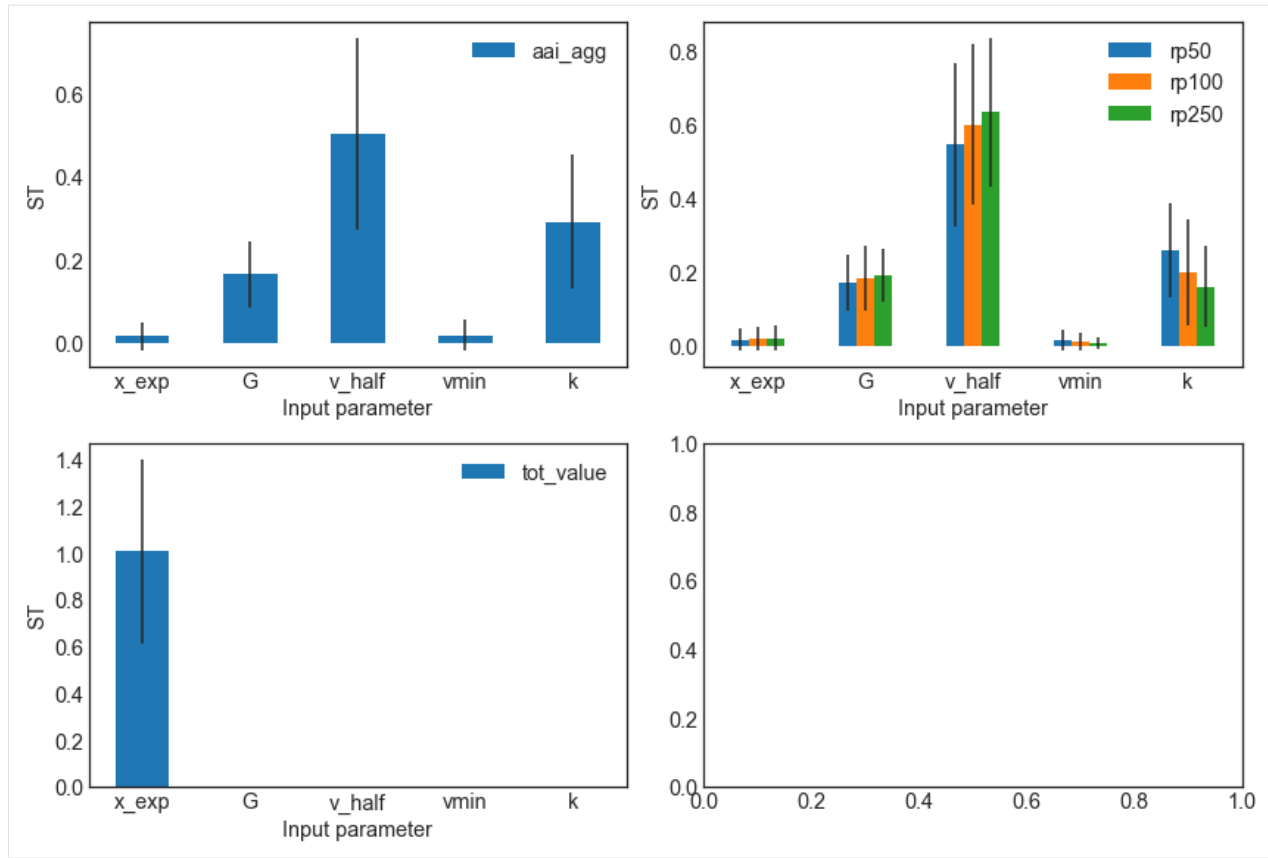 aai_agg
0.6
0.4
0.2
0.0
ST
x_exp G v_half vmin k
Input parameter
rp50
rp100
rp250
0.8
0.6
0.4
0.2
0.0
ST
x_exp G v_half vmin k
Input parameter
tot_value
1.4
1.2
1.0
0.8
0.6
0.4
0.2
0.0
ST
x_exp G v_half vmin k
Input parameter
1.0
0.8
0.6
0.4
0.2
0.0
0.0 0.2 0.4 0.6 0.8 1.0